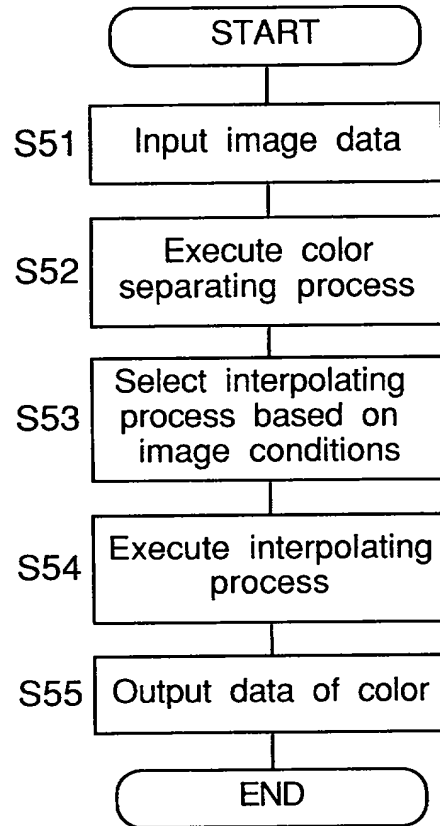 START
S51
Input image data
S52
Execute color
separating process
S53
Select interpolating
process based on
image conditions
S54
Execute interpolating
process
S55
Output data of color
END